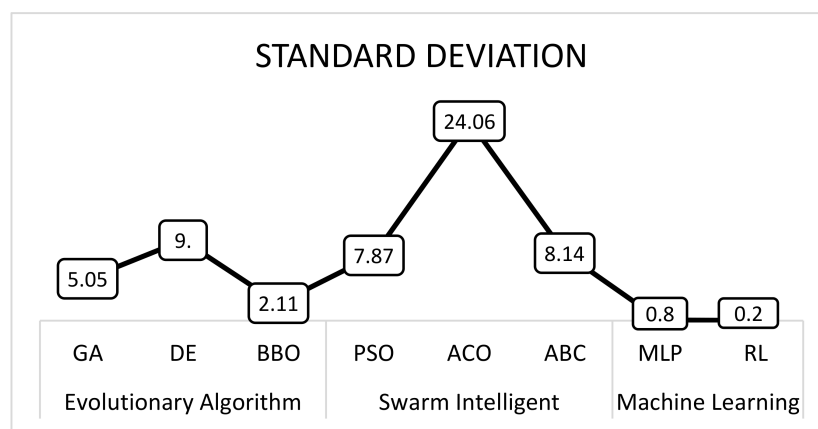 STANDARD DEVIATION
24.06
9.
7.87
8.14
5.05
2.11
0.8
0.2
GA DE BBO PSO ACO ABC MLP RL
Evolutionary Algorithm Swarm Intelligent Machine Learning